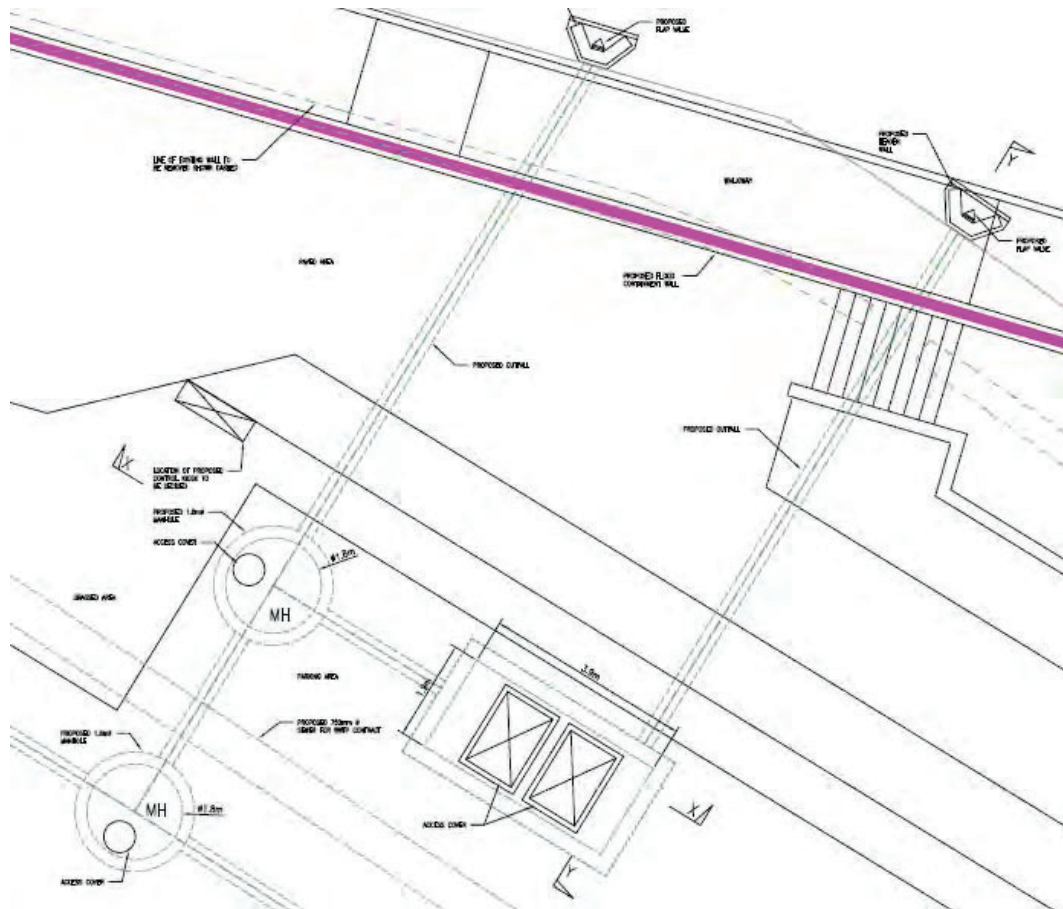 PROPOSED
FLAP VALVE
LINE OF EXISTING WALL TO
BE REMOVED SHOWN DASHED
PROPOSED
WALL
Y
WALKWAY
PROPOSED
FLAP VALVE
PAVED AREA
PROPOSED FLOOD
CONTAINMENT WALL
PROPOSED OUTFALL
PROPOSED OUTFALL
X
LOCATION OF PROPOSED
CONTROL KIOSK TO
BE DECIDED
PROPOSED 1.8mø
MANHOLE
ACCESS COVER
ø1.8m
MH
GRASSED AREA
3.9m
PARKING AREA
PROPOSED 750mm ø
SEWER FOR CONTRACT
PROPOSED 1.8mø
MANHOLE
MH
ø1.8m
ACCESS COVER
X
Y
ACCESS COVER